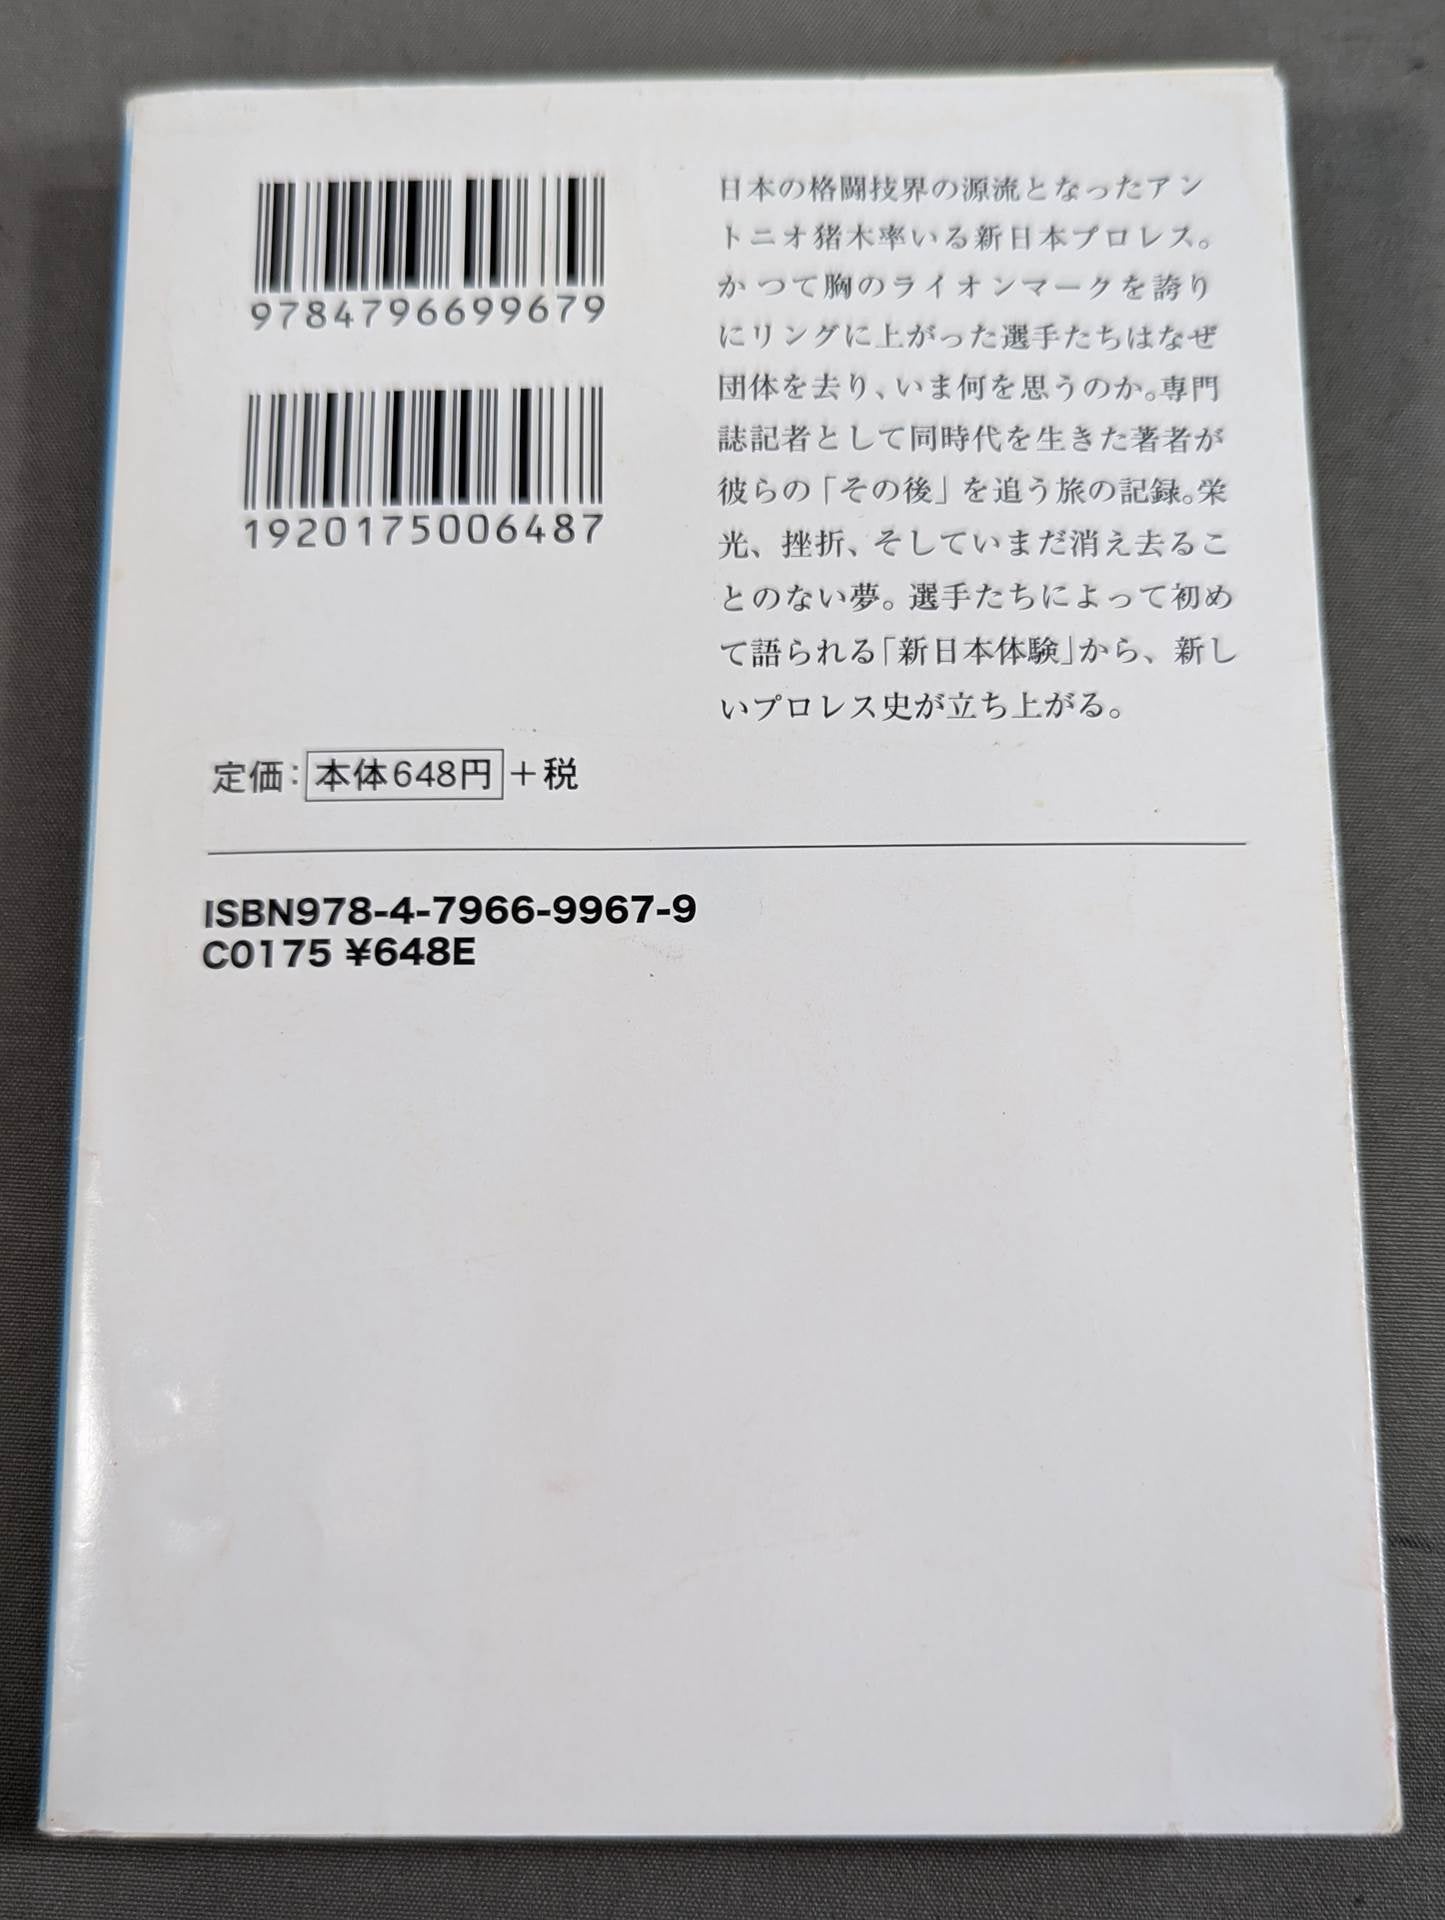 9784796699679
1920175006487
日本の格闘技界の源流となったアン
トニオ猪木率いる新日本プロレス。
かつて胸のライオンマークを誇り
にリングに上がった選手たちはなぜ
団体を去り、いま何を思うのか。専門
誌記者として同時代を生きた著者が
彼らの「その後」を追う旅の記録。栄
光、挫折、そしていまだ消え去るこ
とのない夢。選手たちによって初め
て語られる「新日本体験」から、新し
いプロレス史が立ち上がる。
定価：本体648円＋税
ISBN978-4-7966-9967-9
C0175 ¥648E